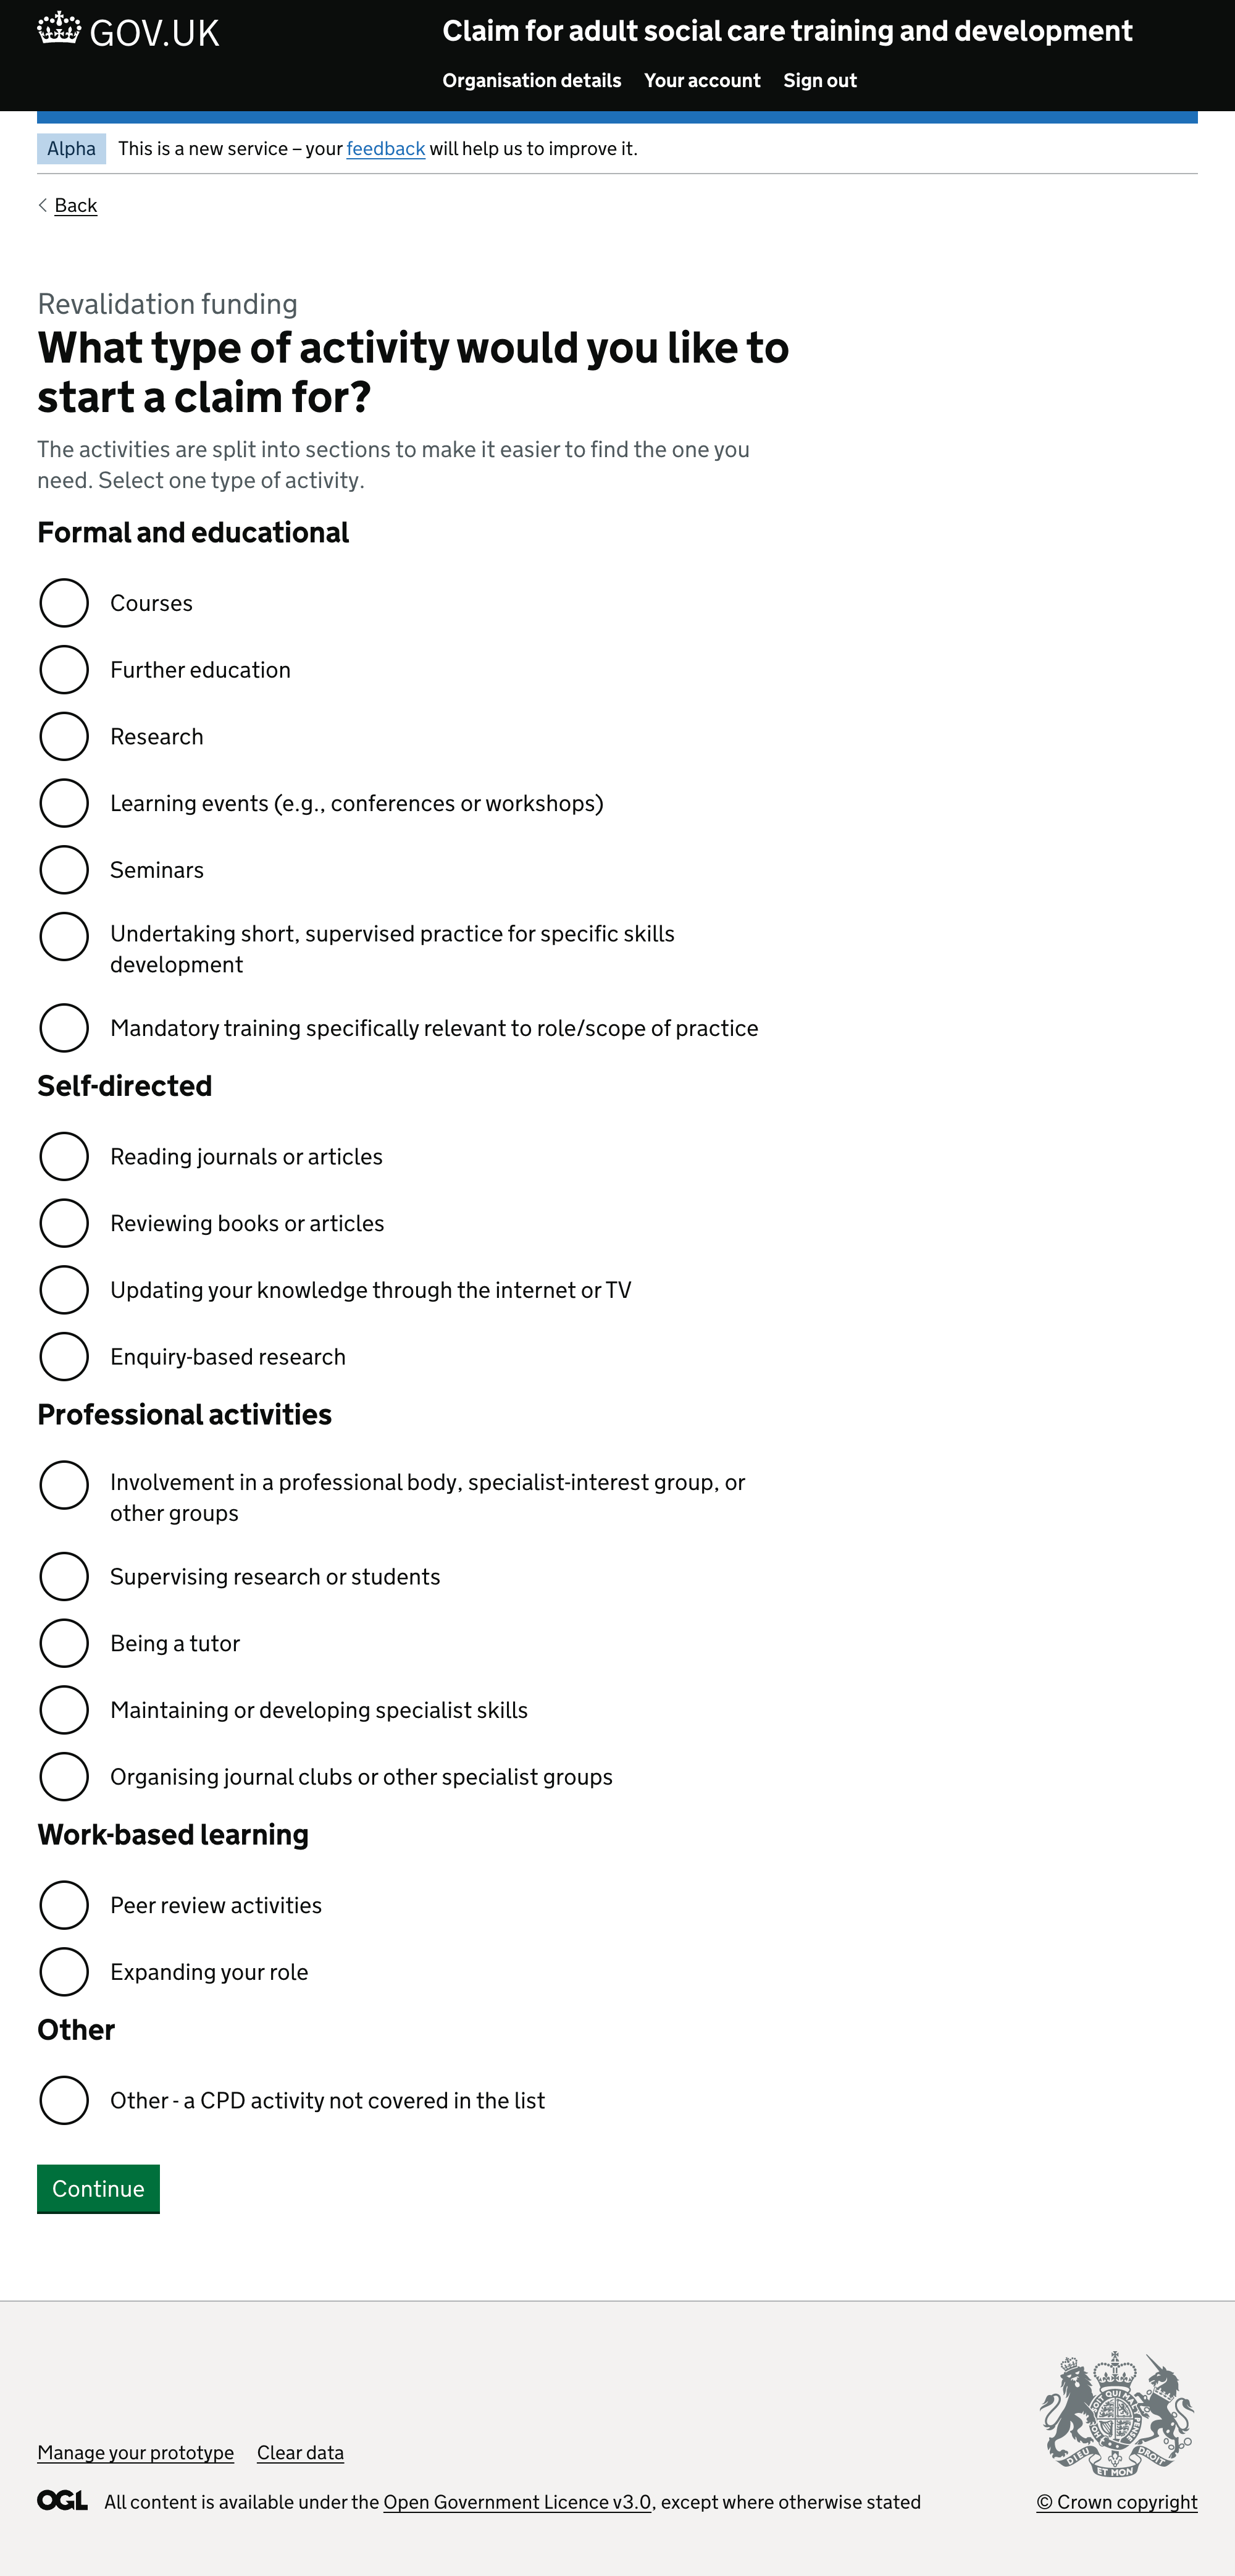 GOV.UK
Claim for adult social care training and development
Organisation details Your account Sign out
Alpha This is a new service – your feedback will help us to improve it.
Back
Revalidation funding
What type of activity would you like to
start a claim for?
The activities are split into sections to make it easier to find the one you
need. Select one type of activity.
Formal and educational
Courses
Further education
Research
Learning events (e.g., conferences or workshops)
Seminars
Undertaking short, supervised practice for specific skills
development
Mandatory training specifically relevant to role/scope of practice
Self-directed
Reading journals or articles
Reviewing books or articles
Updating your knowledge through the internet or TV
Enquiry-based research
Professional activities
Involvement in a professional body, specialist-interest group, or
other groups
Supervising research or students
Being a tutor
Maintaining or developing specialist skills
Organising journal clubs or other specialist groups
Work-based learning
Peer review activities
Expanding your role
Other
Other - a CPD activity not covered in the list
Continue
Manage your prototype Clear data
DIEU ET MON DROIT
OGL All content is available under the Open Government Licence v3.0, except where otherwise stated
© Crown copyright